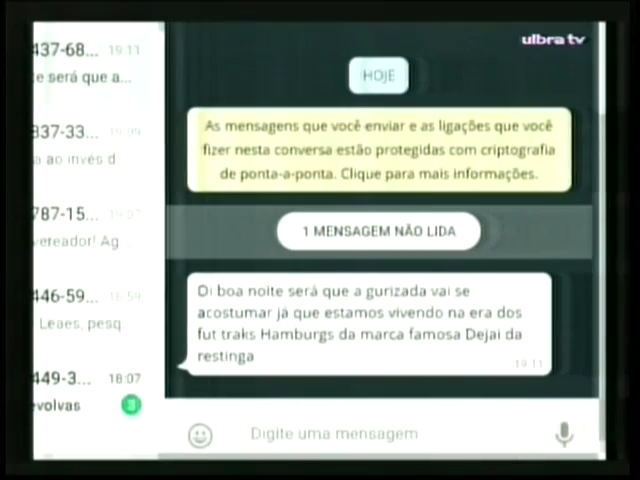 ulbra tv
437-68... 19:11
te será que a...
337-33... 19:09
a ao invés d
787-15... 19:07
vereador! Ag...
446-59... 18:59
Leaes, pesq.
449-3... 18:07
evolvas 3
HOJE
As mensagens que você enviar e as ligações que você
fizer nesta conversa estão protegidas com criptografia
de ponta-a-ponta. Clique para mais informações.
1 MENSAGEM NÃO LIDA
Oi boa noite será que a gurizada vai se
acostumar já que estamos vivendo na era dos
fut traks Hamburgs da marca famosa Dejai da
restinga
19:11
Digite uma mensagem